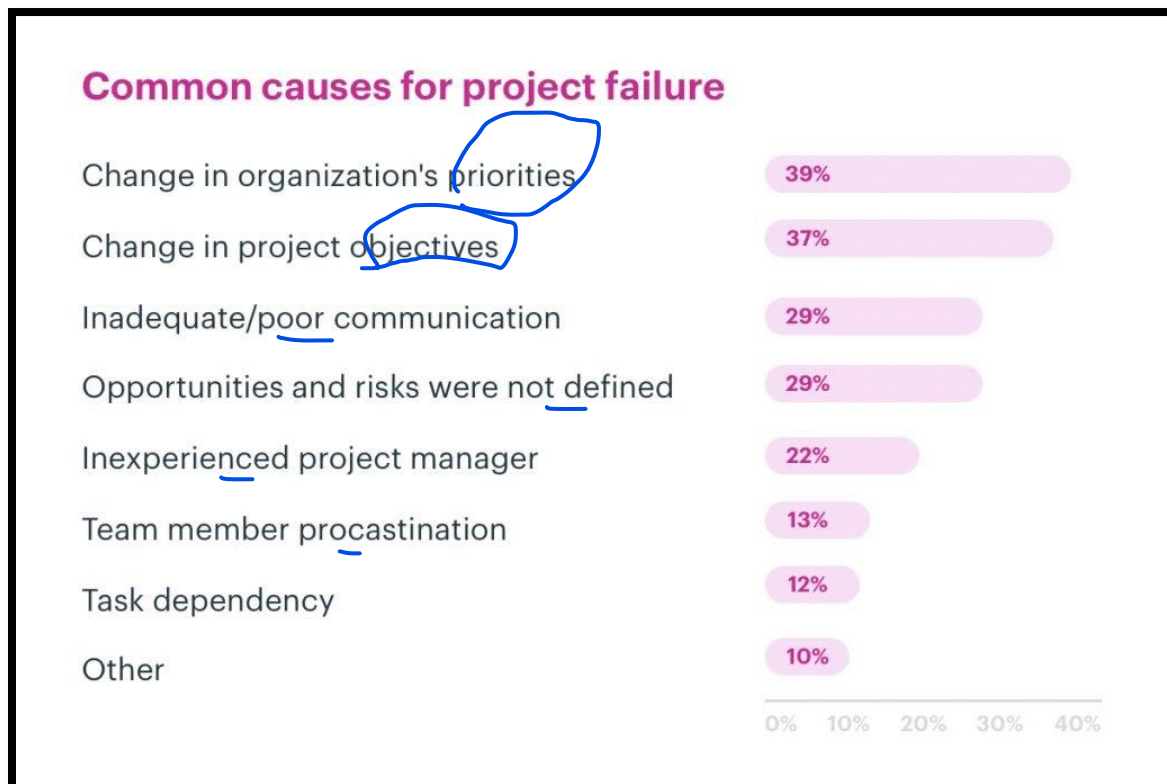 Common causes for project failure
Change in organization's priorities 39%
Change in project objectives 37%
Inadequate/poor communication 29%
Opportunities and risks were not defined 29%
Inexperienced project manager 22%
Team member procastination 13%
Task dependency 12%
Other 10%
0% 10% 20% 30% 40%